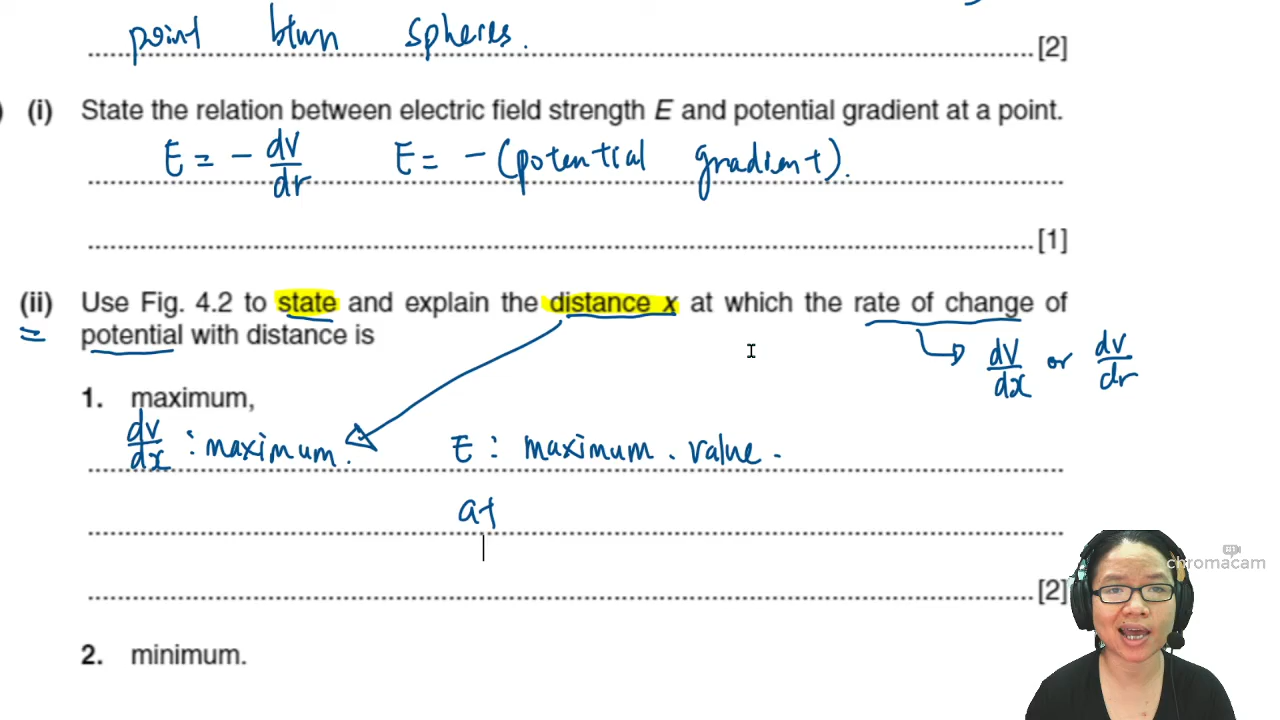 point btwn spheres.
[2]
(i) State the relation between electric field strength E and potential gradient at a point.
E = - dV/dr E = - (potential gradient).
[1]
(ii) Use Fig. 4.2 to state and explain the distance x at which the rate of change of
potential with distance is
dV/dx or dV/dr
1. maximum,
dV/dx : maximum. E : maximum. value.
at
[2]
chromacam
2. minimum.